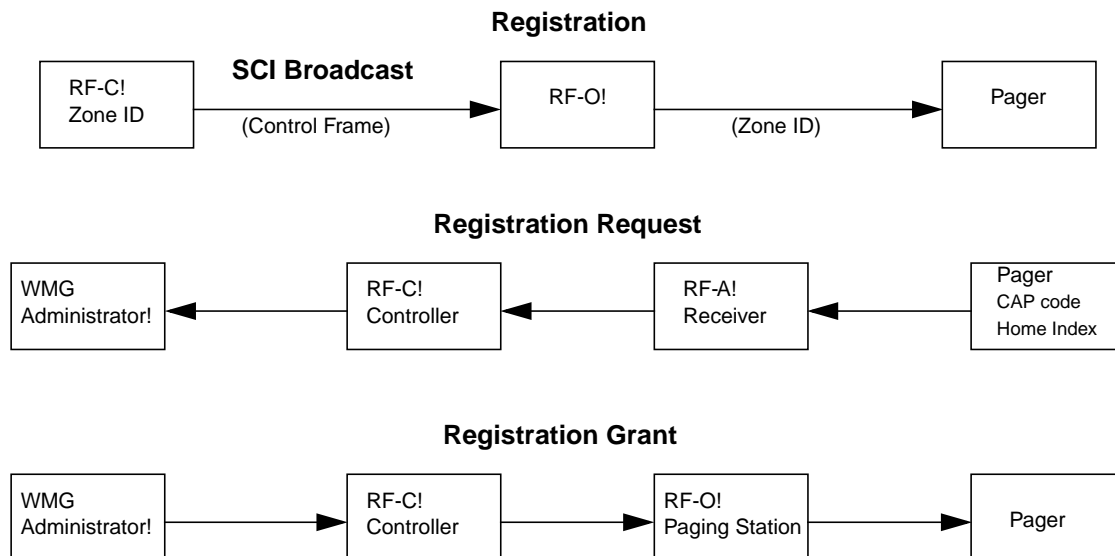 Registration
SCI Broadcast
RF-C!
Zone ID
(Control Frame)
RF-O!
(Zone ID)
Pager
Registration Request
WMG
Administrator!
RF-C!
Controller
RF-A!
Receiver
Pager
CAP code
Home Index
Registration Grant
WMG
Administrator!
RF-C!
Controller
RF-O!
Paging Station
Pager